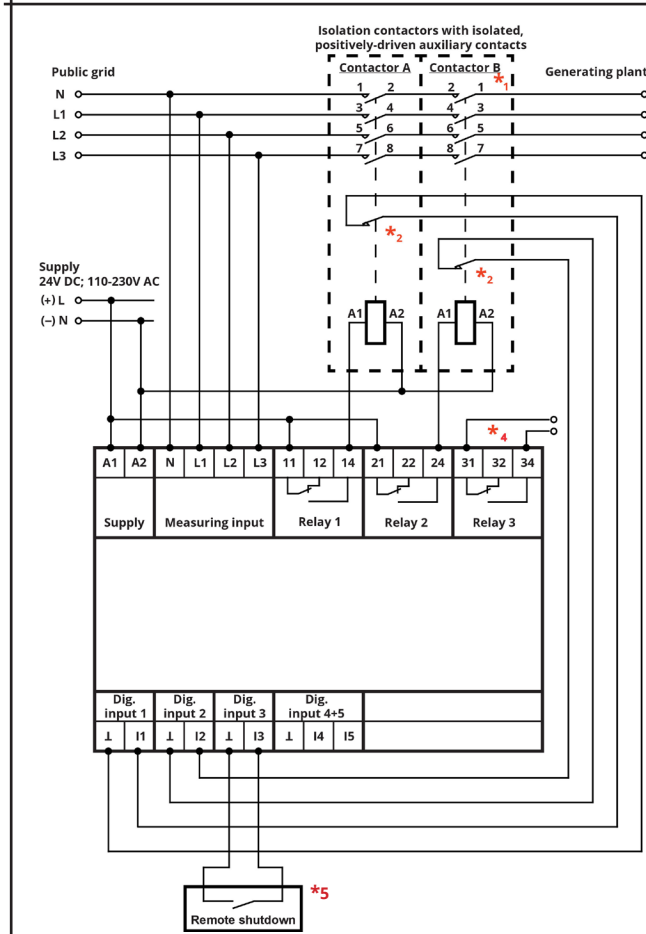 Isolation contactors with isolated,
positively-driven auxiliary contacts
Contactor A Contactor B
Public grid Generating plant
*1
N 1 2 2 1
L1 3 4 4 3
L2 5 6 6 5
L3 7 8 8 7
*2
*2
Supply
24V DC; 110-230V AC
(+) L
(−) N
A1 A2 A1 A2
*4
A1 A2 N L1 L2 L3 11 12 14 21 22 24 31 32 34
Supply Measuring input Relay 1 Relay 2 Relay 3
Dig. Dig. Dig. Dig.
input 1 input 2 input 3 input 4+5
⊥ I1 ⊥ I2 ⊥ I3 ⊥ I4 I5
*5
Remote shutdown